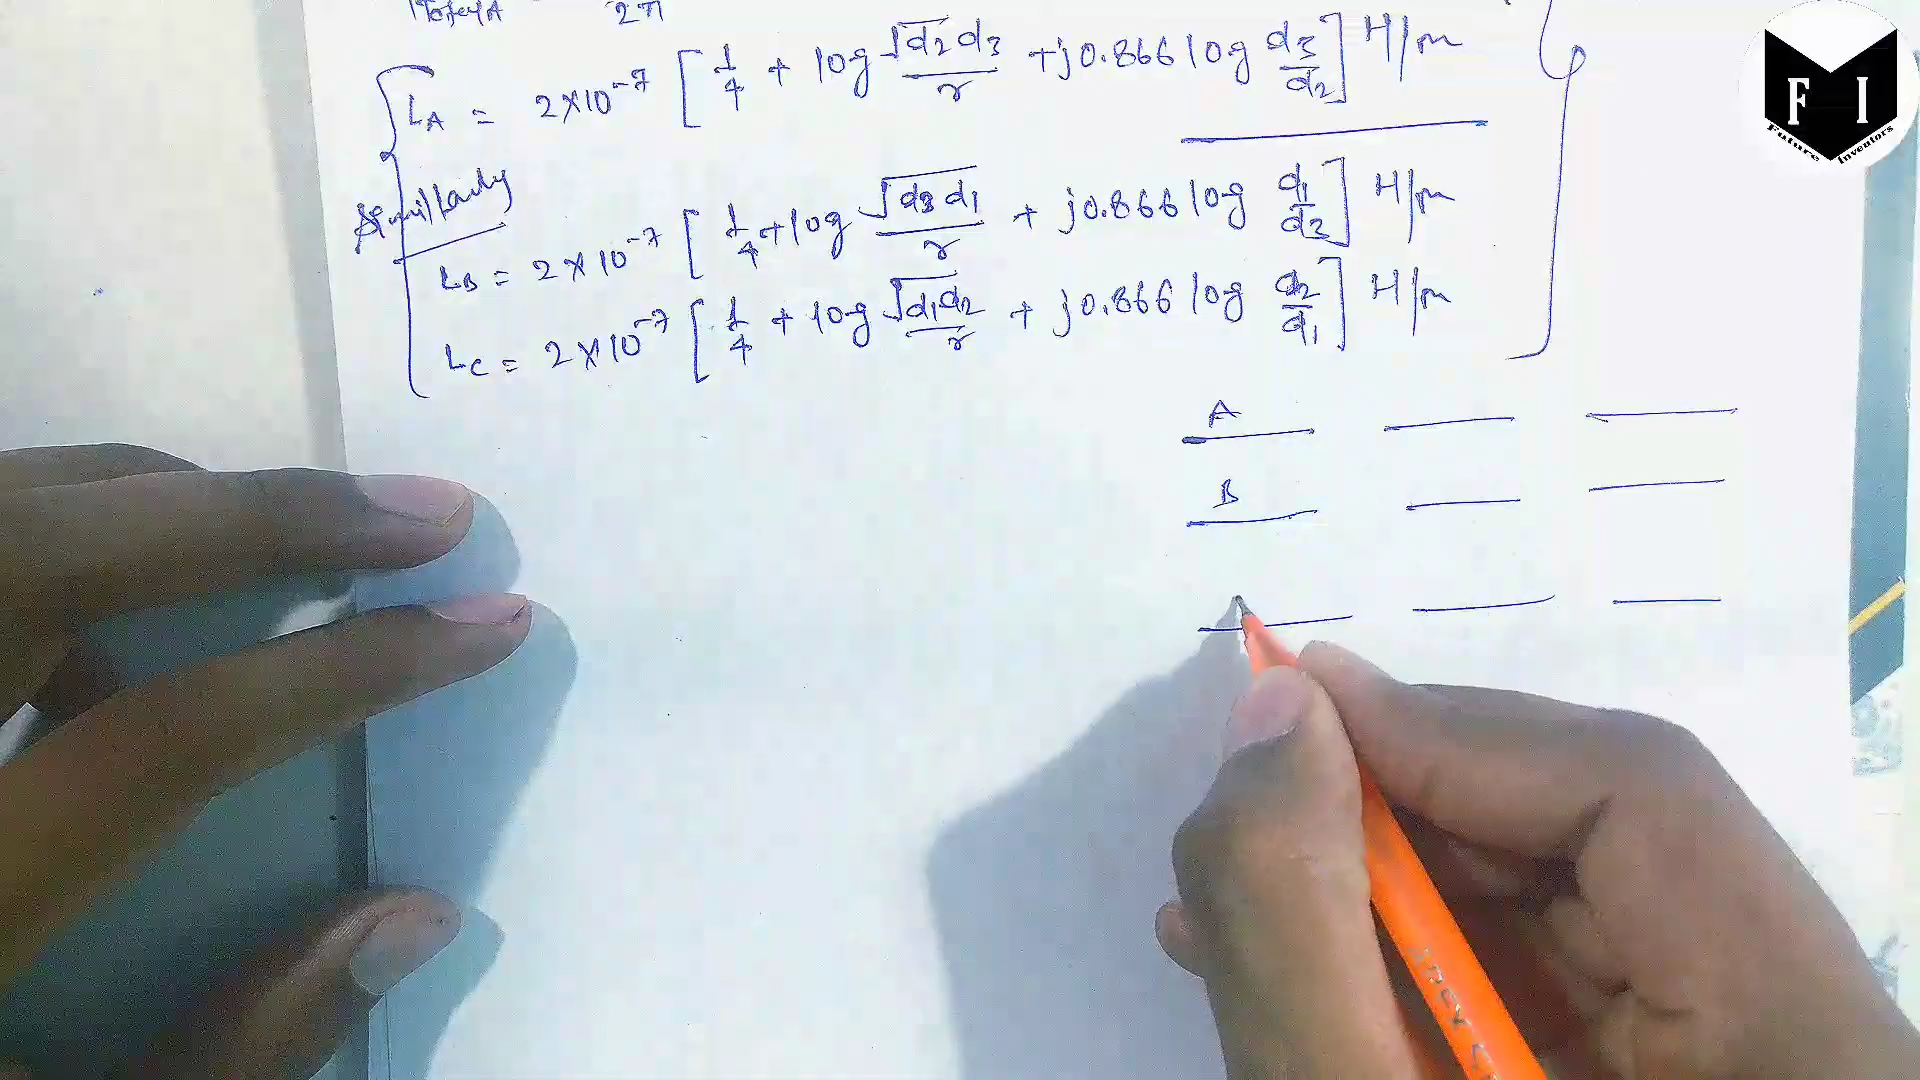 2π
L_A = 2×10^-7 [1/4 + log √d2 d3/r + j0.866 log d3/d2] H/m
Similarly
L_B = 2×10^-7 [1/4 + log √d3 d1/r + j0.866 log d1/d3] H/m
L_C = 2×10^-7 [1/4 + log √d1 d2/r + j0.866 log d2/d1] H/m
A
B
F I
Future Inventors